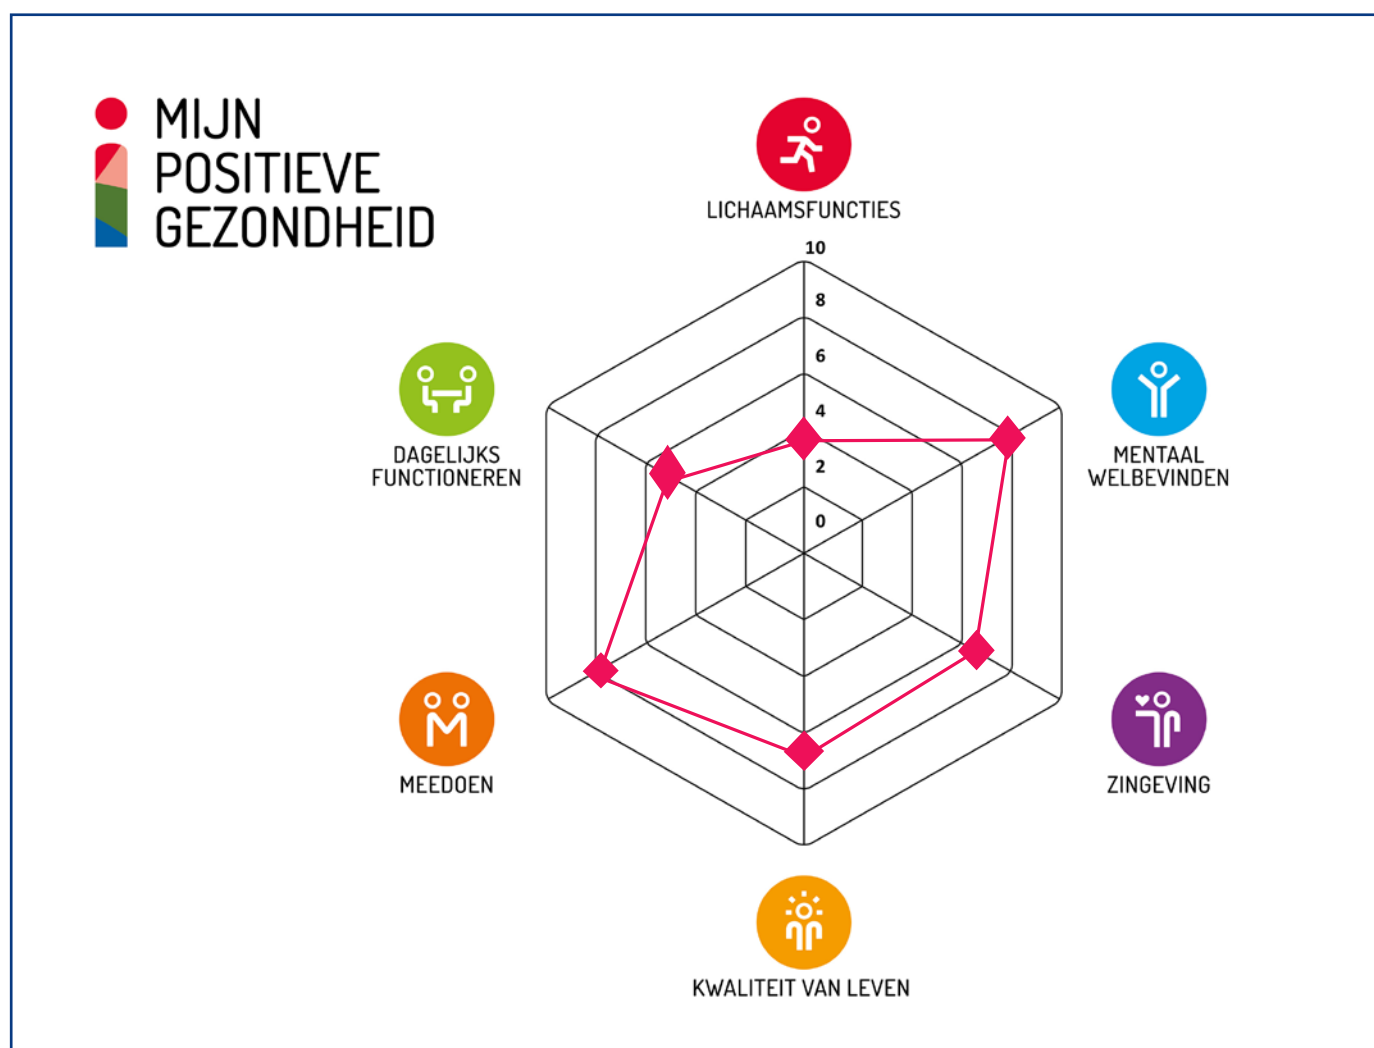 MIJN
POSITIEVE
GEZONDHEID
LICHAAMSFUNCTIES
10
8
6
4
2
0
MENTAAL
WELBEVINDEN
ZINGEVING
KWALITEIT VAN LEVEN
MEEDOEN
DAGELIJKS
FUNCTIONEREN